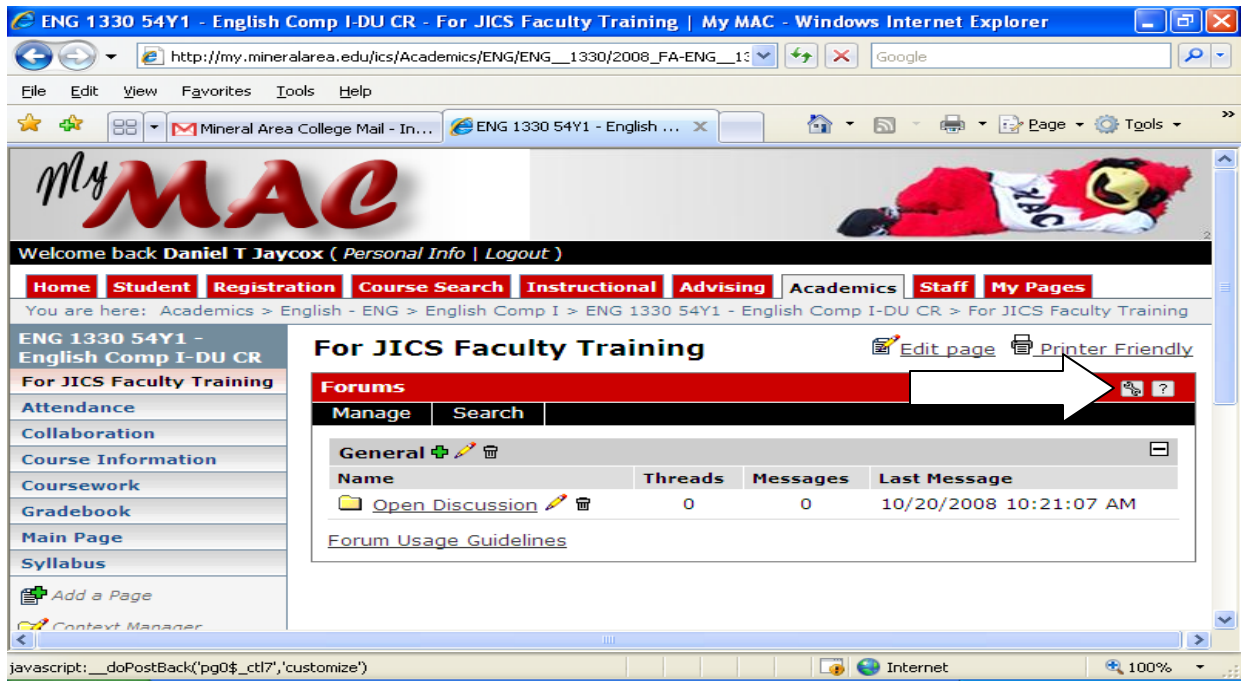 ENG 1330 54Y1 - English Comp I-DU CR - For JICS Faculty Training | My MAC - Windows Internet Explorer
http://my.mineralarea.edu/ics/Academics/ENG/ENG__1330/2008_FA-ENG__13
Google
File Edit View Favorites Tools Help
Mineral Area College Mail - In... ENG 1330 54Y1 - English ... Page Tools
My MAC
MAC
2
Welcome back Daniel T Jaycox ( Personal Info | Logout )
Home Student Registration Course Search Instructional Advising Academics Staff My Pages
You are here: Academics > English - ENG > English Comp I > ENG 1330 54Y1 - English Comp I-DU CR > For JICS Faculty Training
ENG 1330 54Y1 -
English Comp I-DU CR
For JICS Faculty Training
Attendance
Collaboration
Course Information
Coursework
Gradebook
Main Page
Syllabus
Add a Page
Context Manager
For JICS Faculty Training
Edit page Printer Friendly
Forums
?
Manage Search
General
Name Threads Messages Last Message
Open Discussion 0 0 10/20/2008 10:21:07 AM
Forum Usage Guidelines
javascript:__doPostBack('pg0$_ctl7','customize') Internet 100%